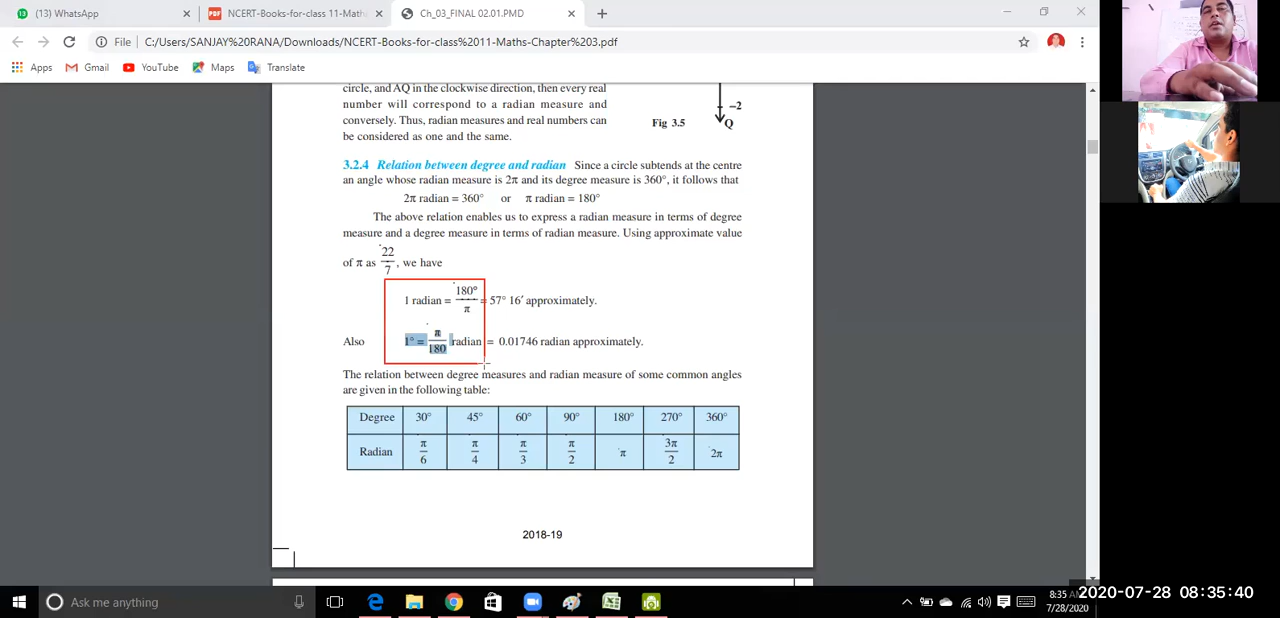 (13) WhatsApp
NCERT-Books-for-class 11-Math
Ch_03_FINAL 02.01.PMD
File
C:/Users/SANJAY%20RANA/Downloads/NCERT-Books-for-class%2011-Maths-Chapter%203.pdf
Apps
Gmail
YouTube
Maps
Translate
circle, and AQ in the clockwise direction, then every real
number will correspond to a radian measure and
conversely. Thus, radian measures and real numbers can
be considered as one and the same.
−2
Q
Fig 3.5
3.2.4 Relation between degree and radian Since a circle subtends at the centre
an angle whose radian measure is 2π and its degree measure is 360°, it follows that
2π radian = 360° or π radian = 180°
The above relation enables us to express a radian measure in terms of degree
measure and a degree measure in terms of radian measure. Using approximate value
of π as 22/7, we have
1 radian = 180°/π = 57° 16′ approximately.
Also 1° = π/180 radian = 0.01746 radian approximately.
The relation between degree measures and radian measure of some common angles
are given in the following table:
Degree 30° 45° 60° 90° 180° 270° 360°
Radian π/6 π/4 π/3 π/2 π 3π/2 2π
2018-19
Ask me anything
8:35
7/28/2020
2020-07-28 08:35:40